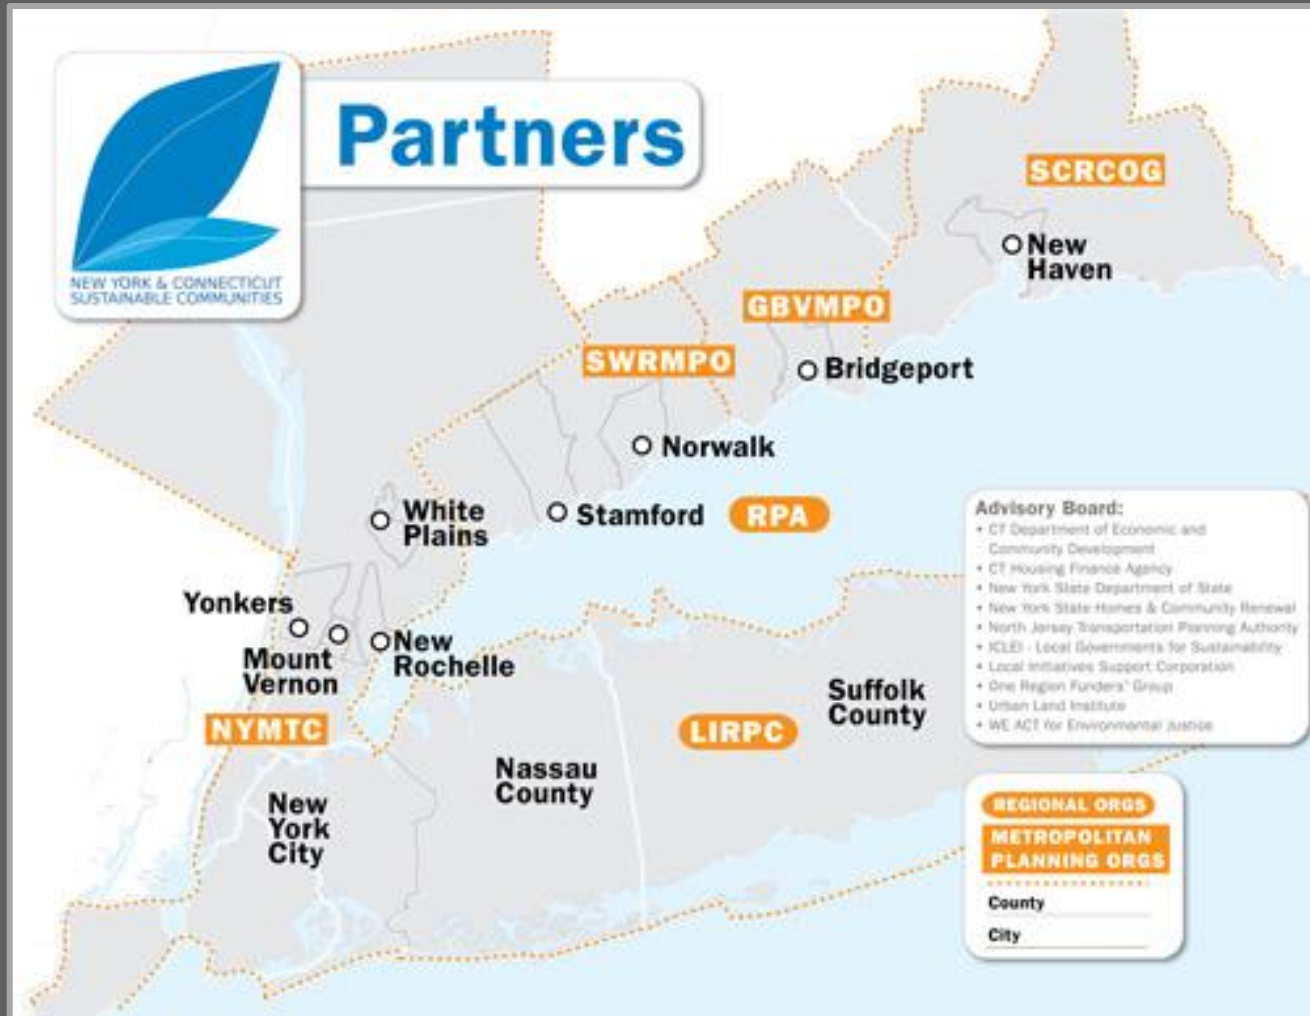 Partners
NEW YORK & CONNECTICUT
SUSTAINABLE COMMUNITIES
SCRCOG
New
Haven
GBVMPO
SWRMPO
Bridgeport
Norwalk
White
Plains
Stamford
RPA
Yonkers
Mount
Vernon
New
Rochelle
NYMTC
New
York
City
Nassau
County
LIRPC
Suffolk
County
Advisory Board:
• CT Department of Economic and
Community Development
• CT Housing Finance Agency
• New York State Department of State
• New York State Homes & Community Renewal
• North Jersey Transportation Planning Authority
• ICLEI - Local Governments for Sustainability
• Local Initiatives Support Corporation
• One Region Funders' Group
• Urban Land Institute
• WE ACT for Environmental Justice
REGIONAL ORGS
METROPOLITAN
PLANNING ORGS
County
City